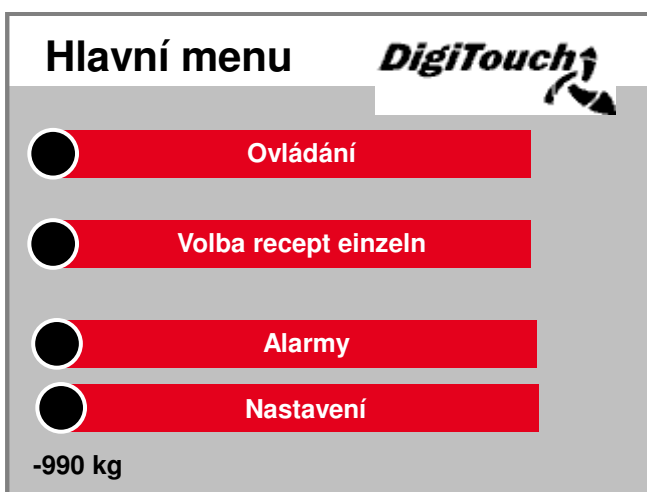 Hlavní menu
DigiTouch
Ovládání
Volba recept einzeln
Alarmy
Nastavení
-990 kg